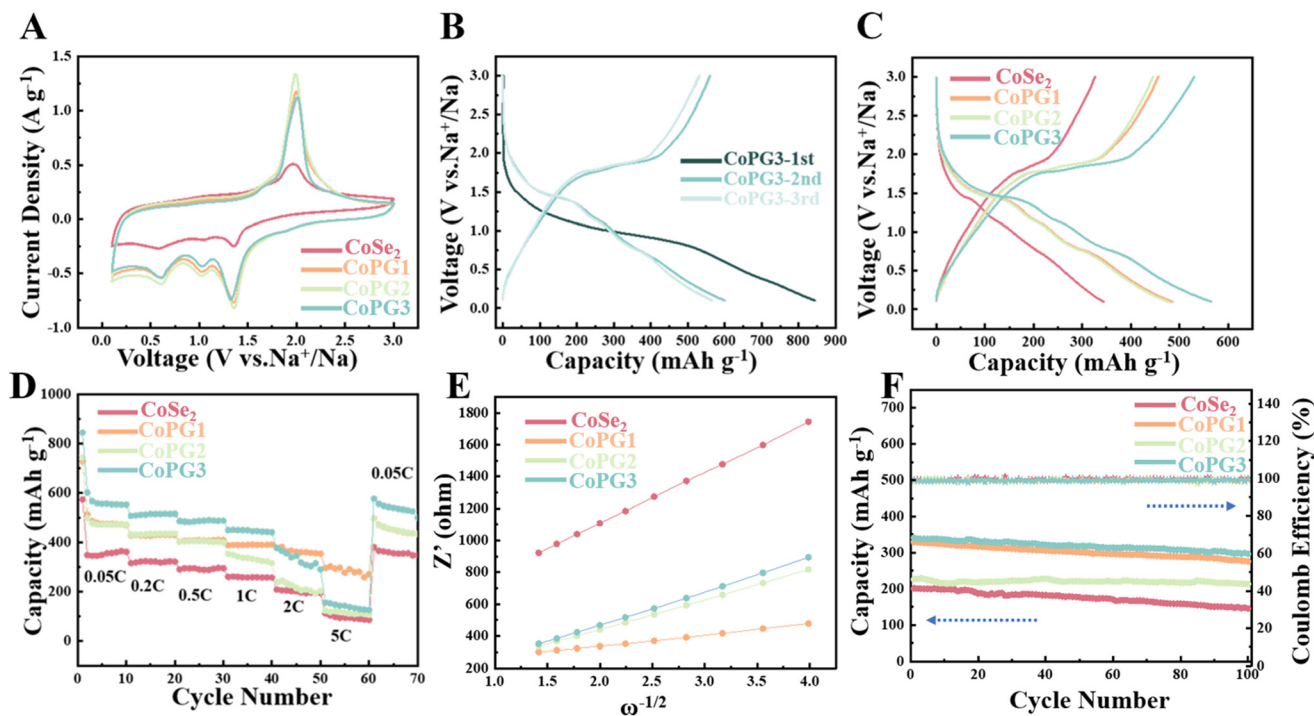 A
Current Density (A g⁻¹)
1.5
1.0
0.5
0.0
-0.5
-1.0
CoSe₂
CoPG1
CoPG2
CoPG3
0.0 0.5 1.0 1.5 2.0 2.5 3.0
Voltage (V vs.Na⁺/Na)
B
Voltage (V vs.Na⁺/Na)
3.0
2.5
2.0
1.5
1.0
0.5
0.0
CoPG3-1st
CoPG3-2nd
CoPG3-3rd
0 100 200 300 400 500 600 700 800 900
Capacity (mAh g⁻¹)
C
Voltage (V vs.Na⁺/Na)
3.0
2.5
2.0
1.5
1.0
0.5
0.0
CoSe₂
CoPG1
CoPG2
CoPG3
0 100 200 300 400 500 600
Capacity (mAh g⁻¹)
D
Capacity (mAh g⁻¹)
1000
800
600
400
200
0
CoSe₂
CoPG1
CoPG2
CoPG3
0.05C
0.2C
0.5C
1C
2C
5C
0.05C
0 10 20 30 40 50 60 70
Cycle Number
E
Z' (ohm)
2000
1800
1600
1400
1200
1000
800
600
400
200
CoSe₂
CoPG1
CoPG2
CoPG3
1.0 1.5 2.0 2.5 3.0 3.5 4.0 4.5
ω⁻¹/²
F
Capacity (mAh g⁻¹)
700
600
500
400
300
200
100
0
CoSe₂
CoPG1
CoPG2
CoPG3
140
120
100
80
60
40
20
0
Coulomb Efficiency (%)
0 20 40 60 80 100
Cycle Number